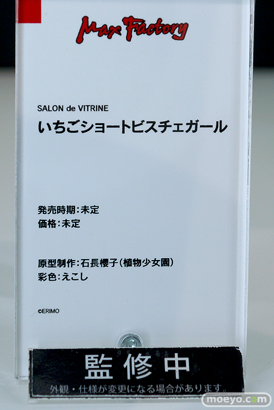 Max Factory
SALON de VITRINE
いちごショートビスチェガール
発売時期：未定
価格：未定
原型制作：石長櫻子（植物少女園）
彩色：えこし
©ERIMO
監修中
外観・仕様が変更になる場合があります。
moeyo.com